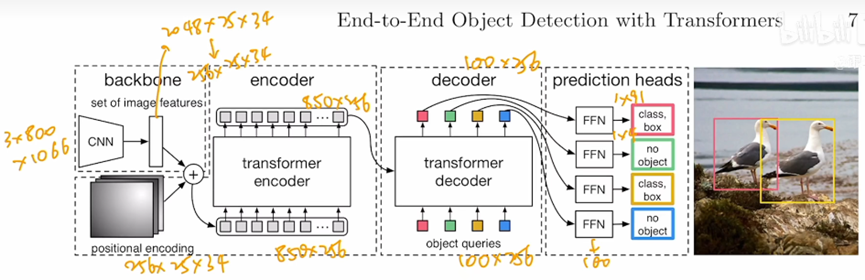 End-to-End Object Detection with Transformers
7
bilibili
2048×25×34
256×25×34
100×256
backbone
encoder
decoder
prediction heads
set of image features
850×256
1×91
3×800
×1066
CNN
transformer
encoder
transformer
decoder
FFN
class,
box
1×4
FFN
no
object
FFN
class,
box
FFN
no
object
positional encoding
256×25×34
850×256
object queries
100×256
100